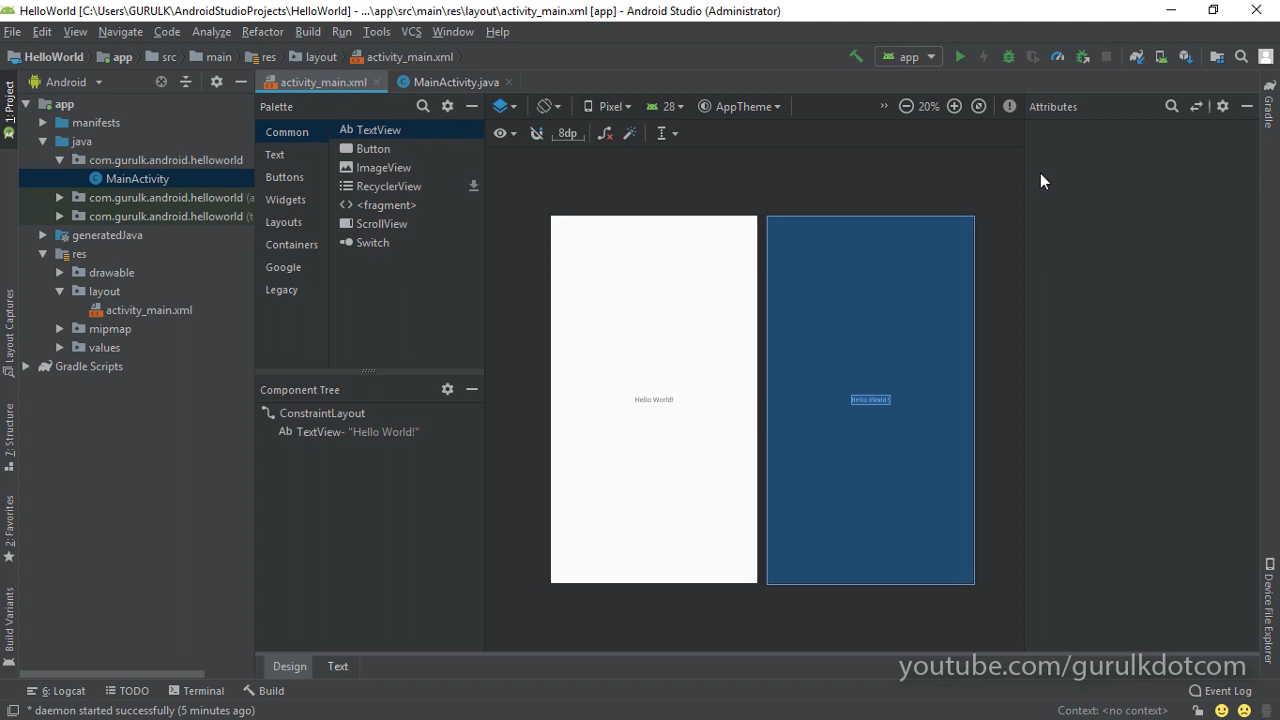 HelloWorld [C:\Users\GURULK\AndroidStudioProjects\HelloWorld] - ...\app\src\main\res\layout\activity_main.xml [app] - Android Studio (Administrator)
File Edit View Navigate Code Analyze Refactor Build Run Tools VCS Window Help
HelloWorld app src main res layout activity_main.xml app
Android activity_main.xml MainActivity.java
1: Project
Layout Captures
7: Structure
2: Favorites
Build Variants
app
manifests
java
com.gurulk.android.helloworld
MainActivity
com.gurulk.android.helloworld (a
com.gurulk.android.helloworld (t
generatedJava
res
drawable
layout
activity_main.xml
mipmap
values
Gradle Scripts
Palette
Common
Text
Buttons
Widgets
Layouts
Containers
Google
Legacy
Ab TextView
Button
ImageView
RecyclerView
<> <fragment>
ScrollView
Switch
Component Tree
ConstraintLayout
Ab TextView- "Hello World!"
Pixel 28 AppTheme » 20%
8dp
Hello World!
Hello World!
Attributes
Gradle
Device File Explorer
Design Text
youtube.com/gurulkdotcom
6: Logcat TODO Terminal Build Event Log
* daemon started successfully (5 minutes ago) Context: <no context>